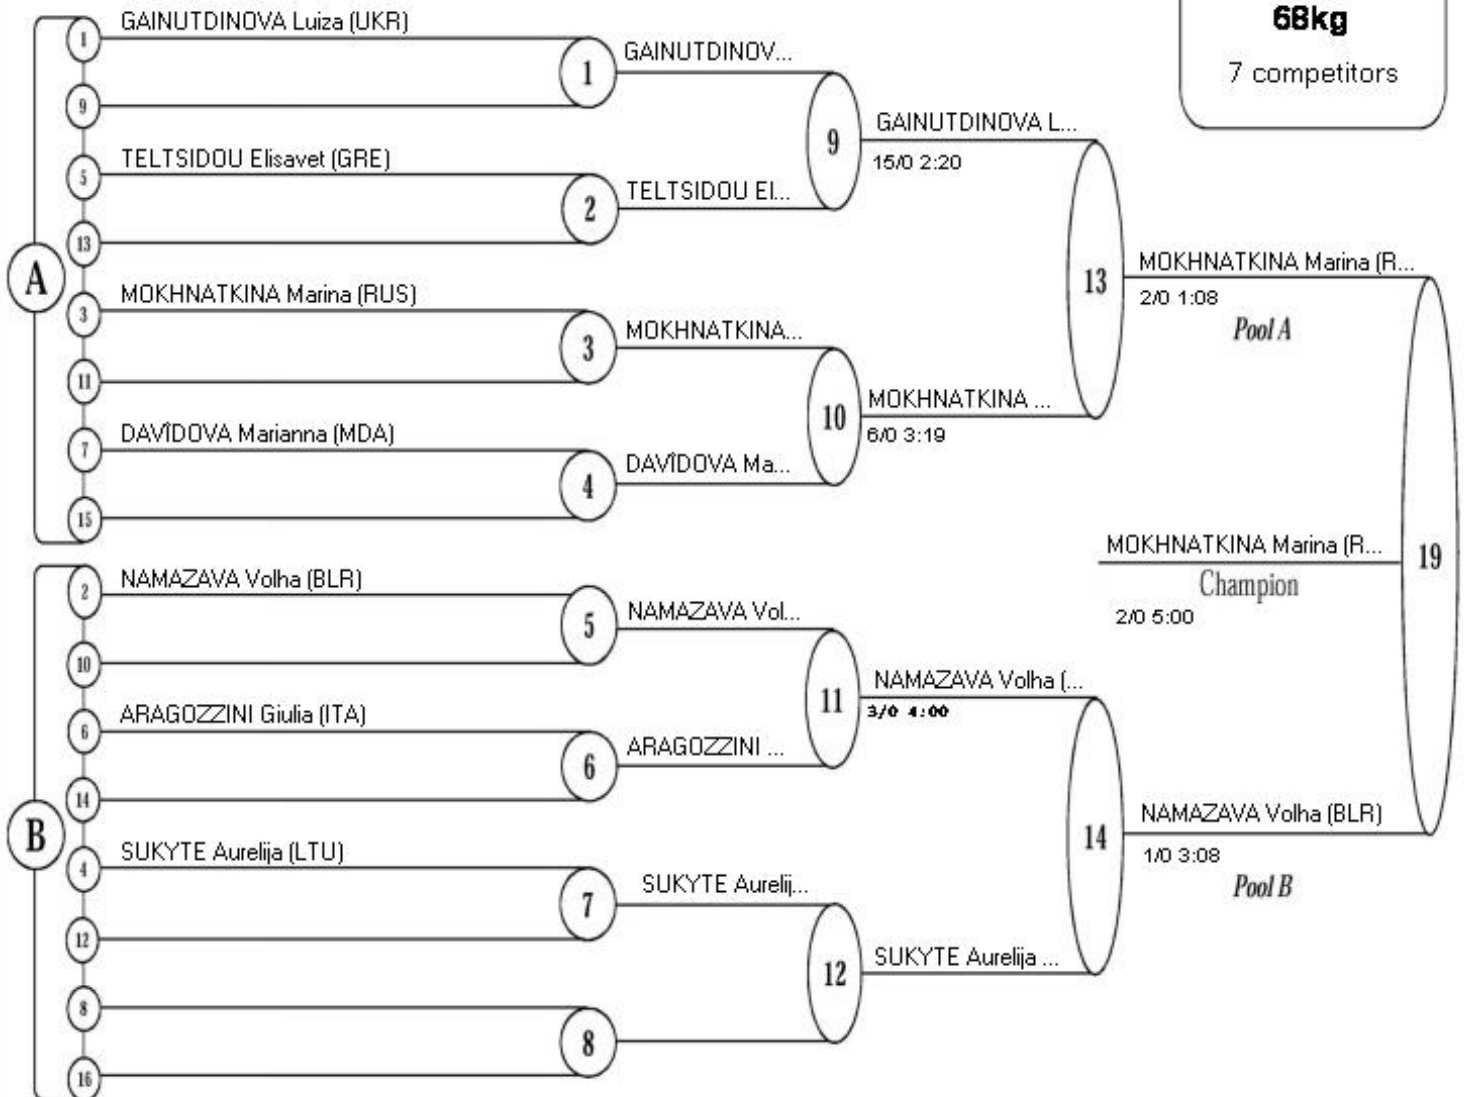 68kg
7 competitors
A
1
GAINUTDINOVA Luiza (UKR)
9
1
GAINUTDINOV...
5
TELTSIDOU Elisavet (GRE)
13
2
TELTSIDOU El...
9
GAINUTDINOVA L...
15/0 2:20
3
MOKHNATKINA Marina (RUS)
11
3
MOKHNATKINA...
7
DAVÎDOVA Marianna (MDA)
15
4
DAVÎDOVA Ma...
10
MOKHNATKINA ...
6/0 3:19
13
MOKHNATKINA Marina (R...
2/0 1:08
Pool A
B
2
NAMAZAVA Volha (BLR)
10
5
NAMAZAVA Vol...
6
ARAGOZZINI Giulia (ITA)
14
6
ARAGOZZINI ...
11
NAMAZAVA Volha (...
3/0 4:00
4
SUKYTE Aurelija (LTU)
12
7
SUKYTE Aurelij...
8
16
8
12
SUKYTE Aurelija ...
14
NAMAZAVA Volha (BLR)
1/0 3:08
Pool B
19
MOKHNATKINA Marina (R...
Champion
2/0 5:00